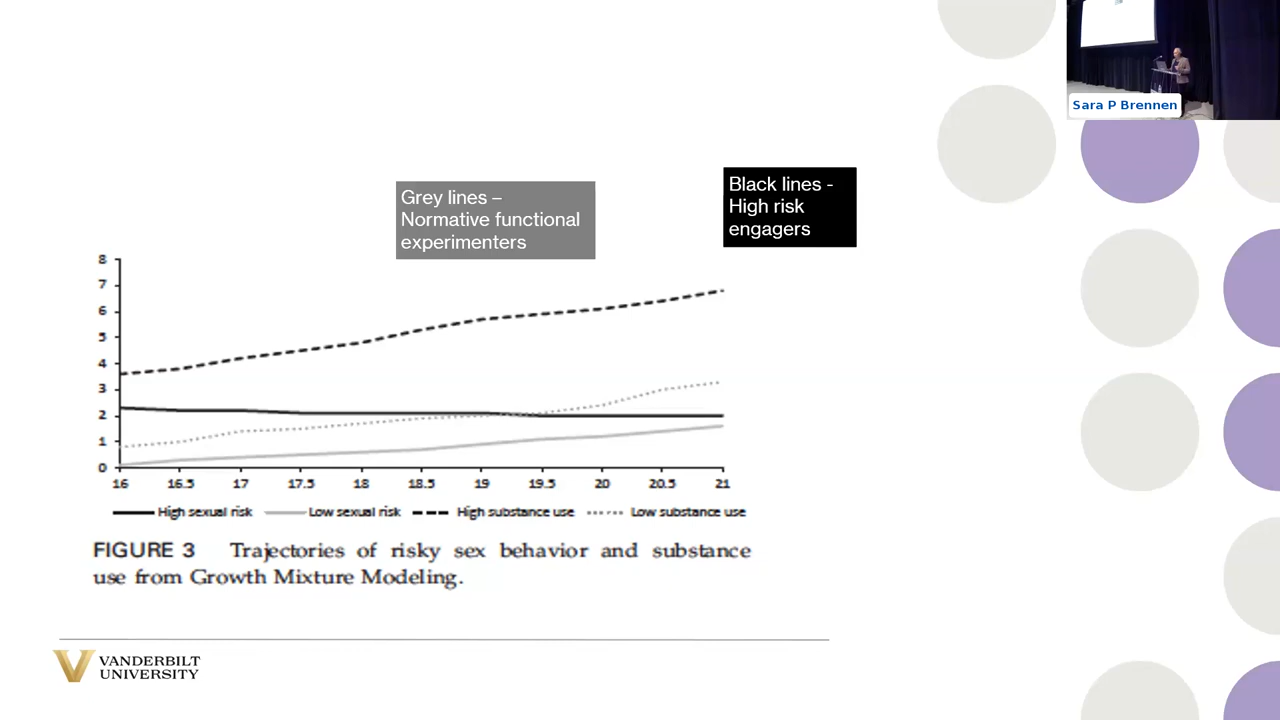 Sara P Brennen
Grey lines –
Normative functional
experimenters
Black lines -
High risk
engagers
8
7
6
5
4
3
2
1
0
16 16.5 17 17.5 18 18.5 19 19.5 20 20.5 21
High sexual risk Low sexual risk High substance use Low substance use
FIGURE 3 Trajectories of risky sex behavior and substance
use from Growth Mixture Modeling.
VANDERBILT
UNIVERSITY